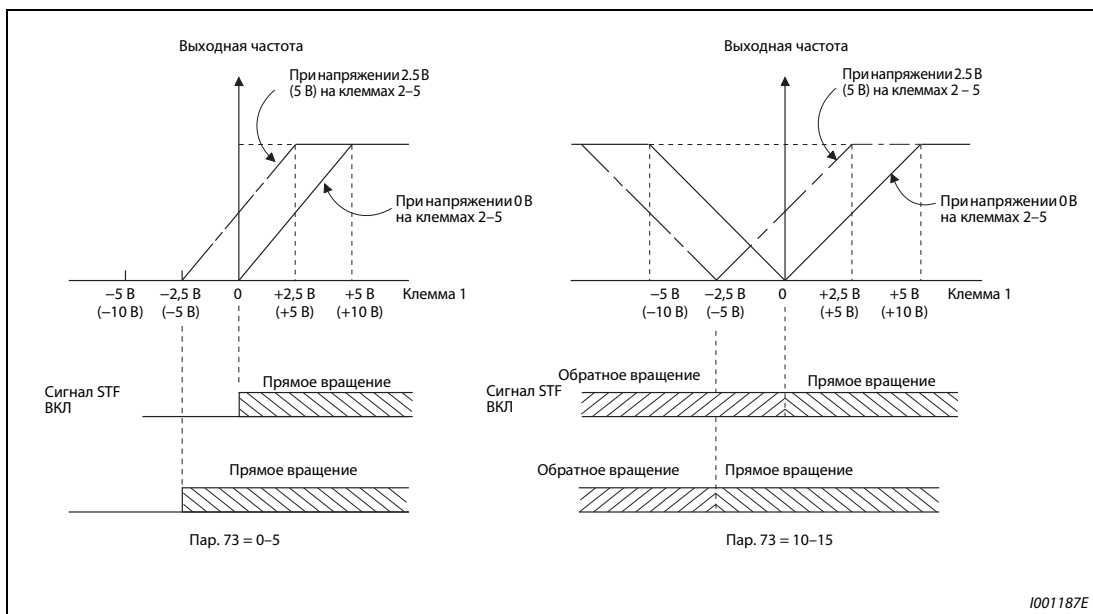 Выходная частота
При напряжении 2.5 В
(5 В) на клеммах 2–5
При напряжении 0 В
на клеммах 2–5
–5 В
(–10 В)
–2,5 В
(–5 В)
0
+2,5 В
(+5 В)
+5 В
(+10 В)
Клемма 1
Сигнал STF
ВКЛ
Прямое вращение
Прямое вращение
Пар. 73 = 0–5
Выходная частота
При напряжении 2.5 В
(5 В) на клеммах 2 – 5
При напряжении 0 В
на клеммах 2–5
–5 В
(–10 В)
–2,5 В
(–5 В)
0
+2,5 В
(+5 В)
+5 В
(+10 В)
Клемма 1
Сигнал STF
ВКЛ
Обратное вращение
Прямое вращение
Обратное вращение
Прямое вращение
Пар. 73 = 10–15
I001187E